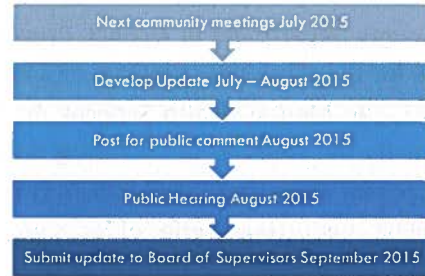 Next community meetings July 2015
Develop Update July – August 2015
Post for public comment August 2015
Public Hearing August 2015
Submit update to Board of Supervisors September 2015